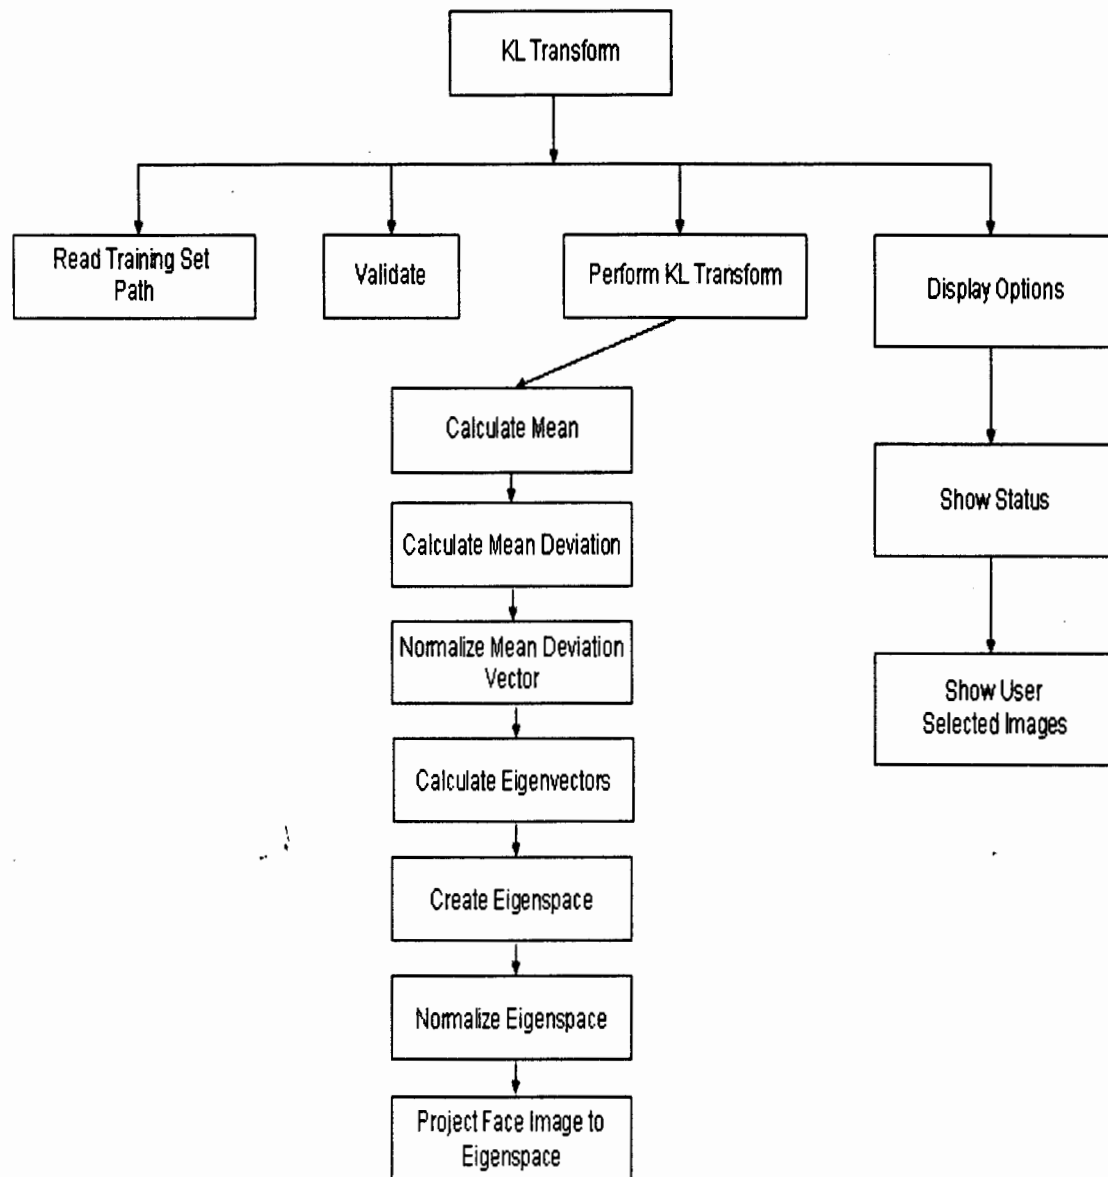 KL Transform
Read Training Set
Path
Validate
Perform KL Transform
Display Options
Calculate Mean
Show Status
Calculate Mean Deviation
Normalize Mean Deviation
Vector
Show User
Selected Images
Calculate Eigenvectors
Create Eigenspace
Normalize Eigenspace
Project Face Image to
Eigenspace